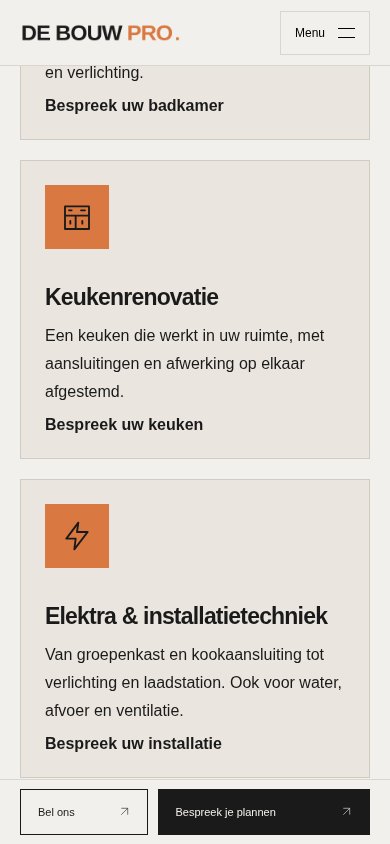 DE BOUW PRO.
Menu
en verlichting.
Bespreek uw badkamer
Keukenrenovatie
Een keuken die werkt in uw ruimte, met
aansluitingen en afwerking op elkaar
afgestemd.
Bespreek uw keuken
Elektra & installatietechniek
Van groepenkast en kookaansluiting tot
verlichting en laadstation. Ook voor water,
afvoer en ventilatie.
Bespreek uw installatie
Bel ons
Bespreek je plannen